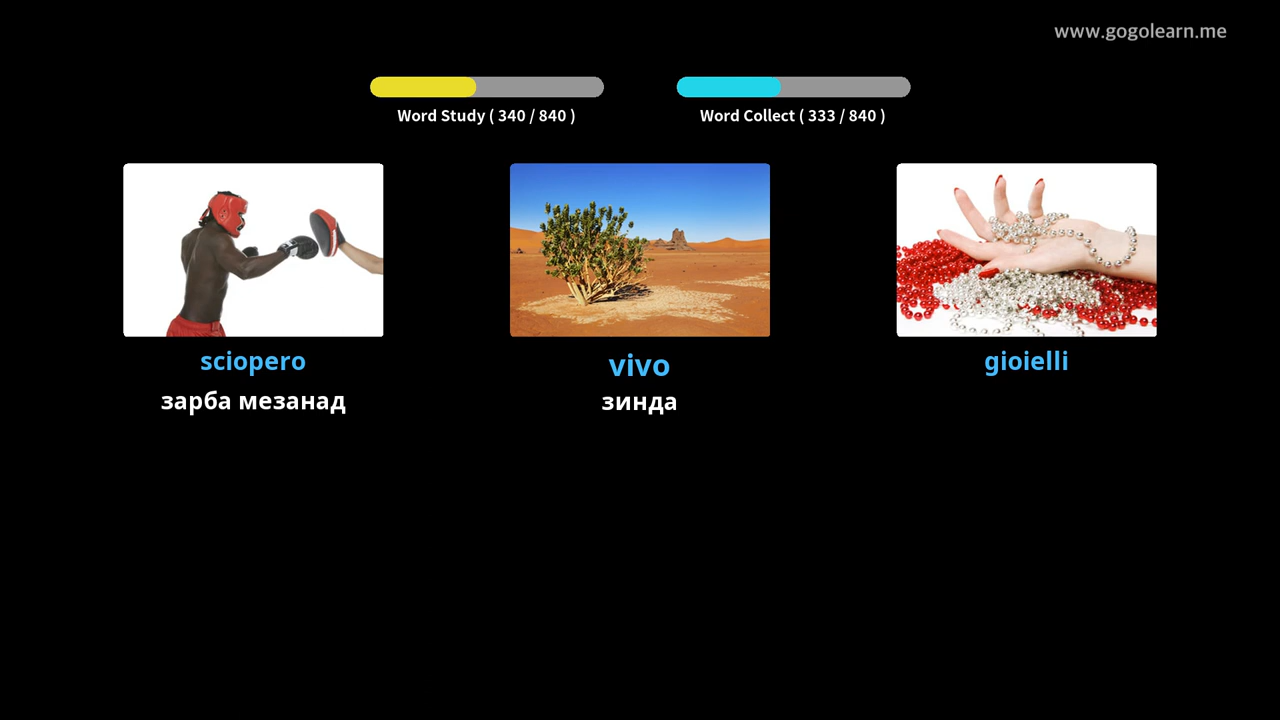 www.gogolearn.me
Word Study ( 340 / 840 )
Word Collect ( 333 / 840 )
sciopero
vivo
gioielli
зарба мезанад
зинда